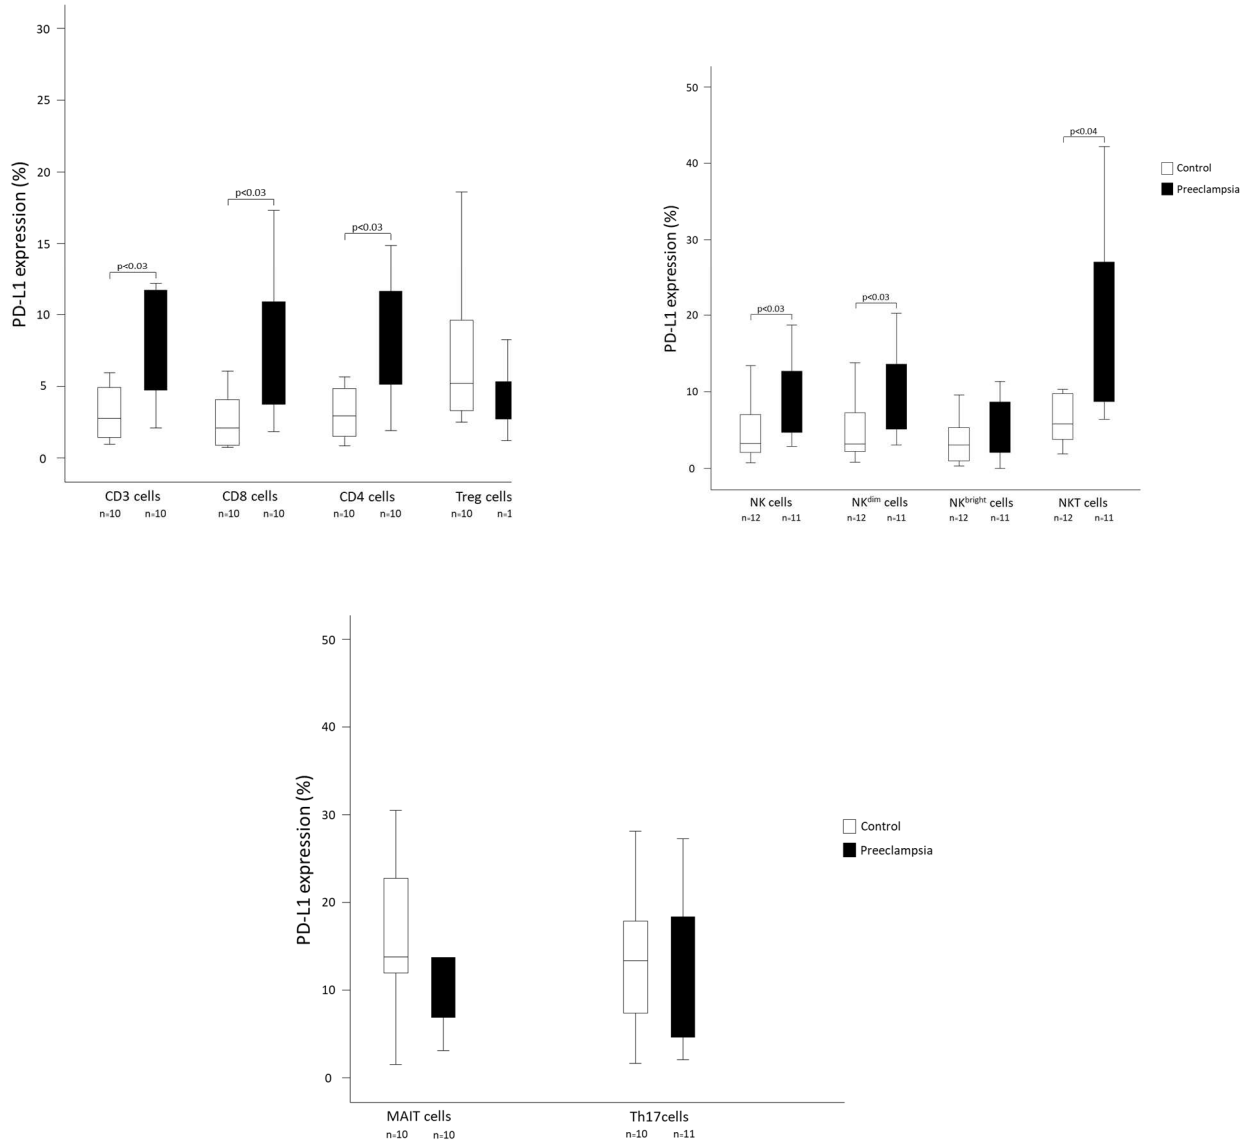 30
25
20
15
10
5
0
PD-L1 expression (%)
p<0.03
p<0.03
p<0.03
CD3 cells
CD8 cells
CD4 cells
Treg cells
n=10 n=10
n=10 n=10
n=10 n=10
n=10 n=1
50
40
30
20
10
0
PD-L1 expression (%)
p<0.03
p<0.03
p<0.04
Control
Preeclampsia
NK cells
NKdim cells
NKbright cells
NKT cells
n=12 n=11
n=12 n=11
n=12 n=11
n=12 n=11
50
40
30
20
10
0
PD-L1 expression (%)
Control
Preeclampsia
MAIT cells
Th17cells
n=10 n=10
n=10 n=11